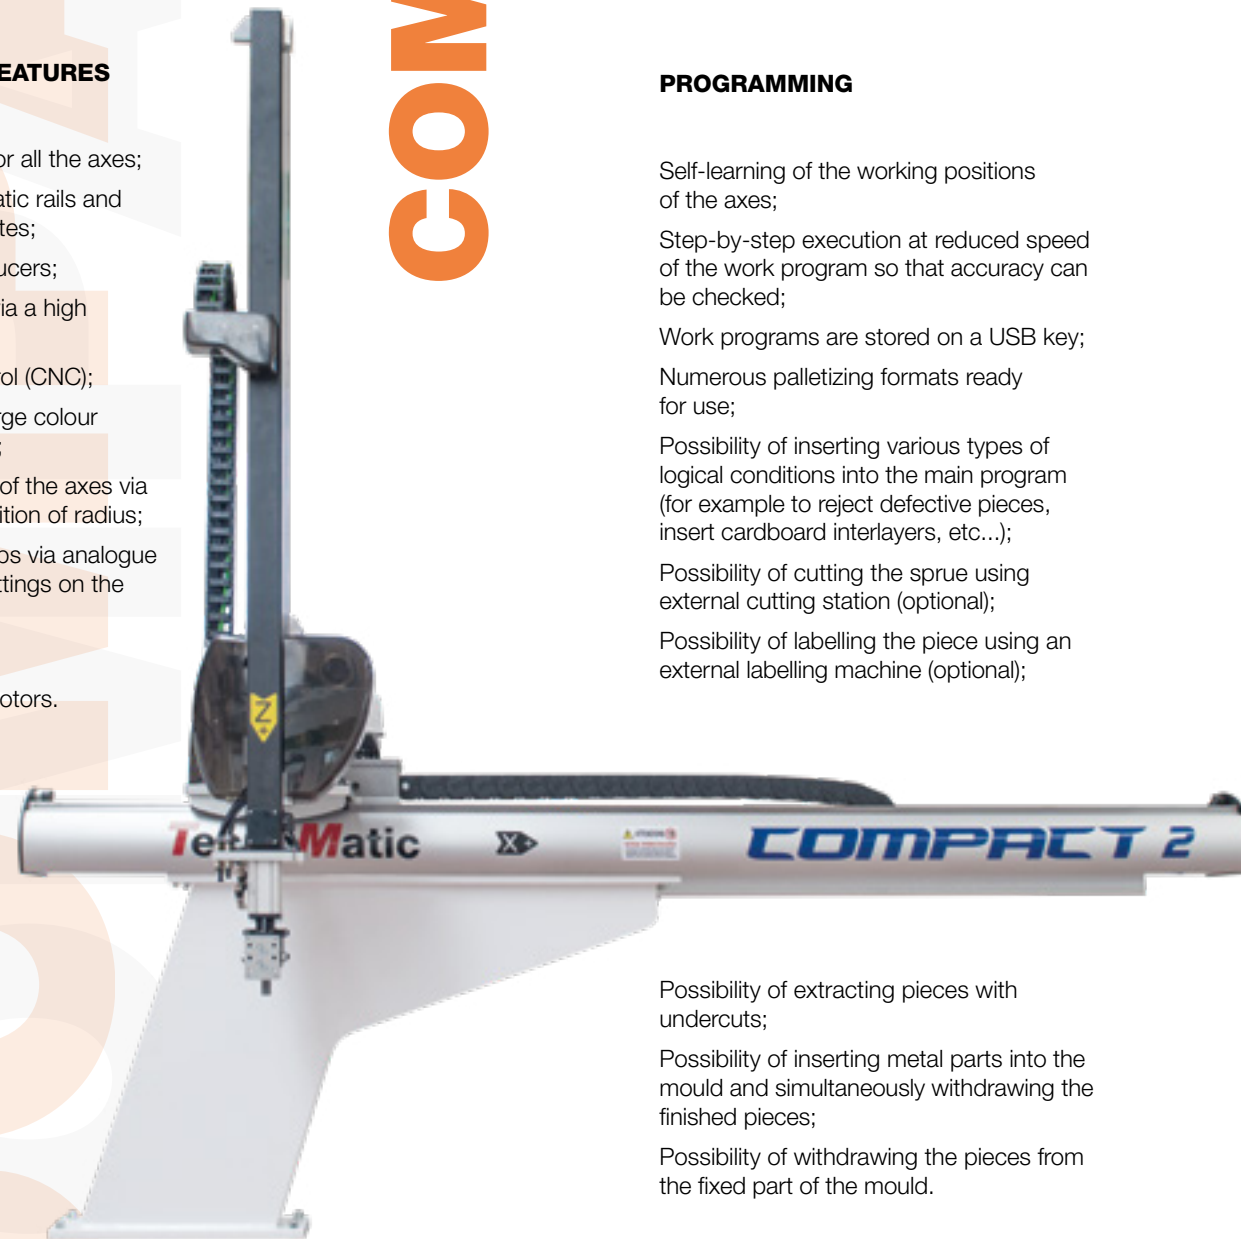 EATURES
or all the axes;
atic rails and
tes;
ucers;
via a high
rol (CNC);
rge colour
;
of the axes via
ition of radius;
ps via analogue
ttings on the
otors.
COM
PROGRAMMING
Self-learning of the working positions
of the axes;
Step-by-step execution at reduced speed
of the work program so that accuracy can
be checked;
Work programs are stored on a USB key;
Numerous palletizing formats ready
for use;
Possibility of inserting various types of
logical conditions into the main program
(for example to reject defective pieces,
insert cardboard interlayers, etc...);
Possibility of cutting the sprue using
external cutting station (optional);
Possibility of labelling the piece using an
external labelling machine (optional);
Z
Matic
X
COMPACT 2
Possibility of extracting pieces with
undercuts;
Possibility of inserting metal parts into the
mould and simultaneously withdrawing the
finished pieces;
Possibility of withdrawing the pieces from
the fixed part of the mould.